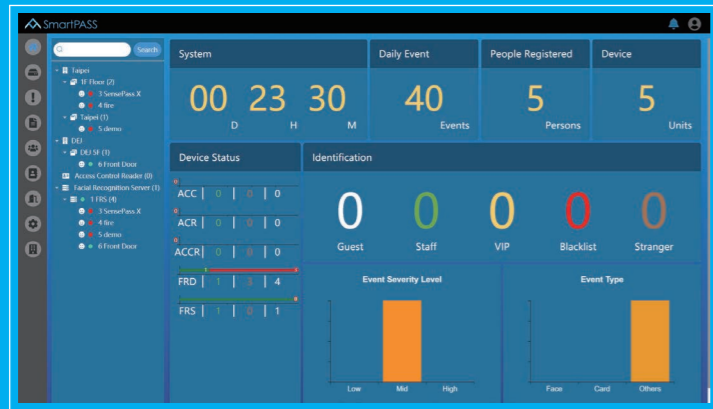 SmartPASS
Search
Taipei
1F Floor (2)
3 SensePass X
4 fire
Taipei (1)
5 demo
DEJ
DEJ 5F (1)
6 Front Door
Access Control Reader (0)
Facial Recognition Server (1)
1 FRS (4)
3 SensePass X
4 fire
5 demo
6 Front Door
System
Daily Event
People Registered
Device
00 D 23 H 30 M
40 Events
5 Persons
5 Units
Device Status
ACC | 0 | 0 | 0
ACR | 0 | 0 | 0
ACCR | 0 | 0 | 0
FRD | 1 | 3 | 4
FRS | 1 | 0 | 1
Identification
0 0 0 0 0
Guest Staff VIP Blacklist Stranger
Event Severity Level
Low Mid High
Event Type
Face Card Others